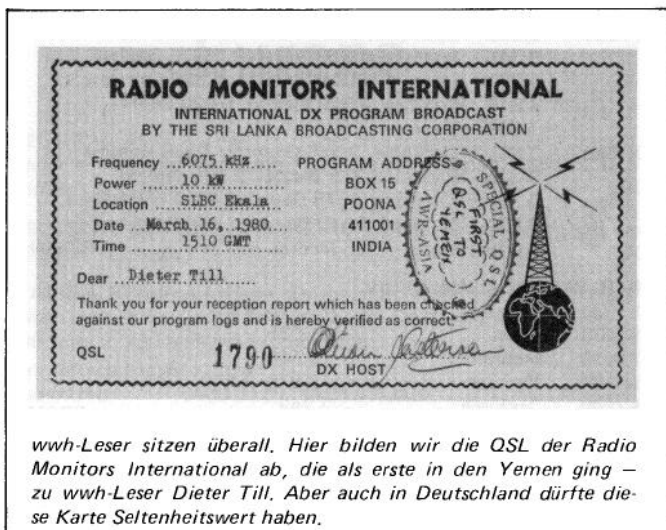 RADIO MONITORS INTERNATIONAL
INTERNATIONAL DX PROGRAM BROADCAST
BY THE SRI LANKA BROADCASTING CORPORATION
Frequency 6075 kHz
Power 10 kW
Location SLBC Ekala
Date March 16, 1980
Time 1510 GMT
PROGRAM ADDRESS
BOX 15
POONA
411001
INDIA
SPECIAL QSL
AWR-ASIA
FIRST
QSL TO
YEMEN
Dear Dieter Till
Thank you for your reception report which has been checked
against our program logs and is hereby verified as correct.
QSL 1790
DX HOST
wwh-Leser sitzen überall. Hier bilden wir die QSL der Radio
Monitors International ab, die als erste in den Yemen ging —
zu wwh-Leser Dieter Till. Aber auch in Deutschland dürfte die-
se Karte Seltenheitswert haben.